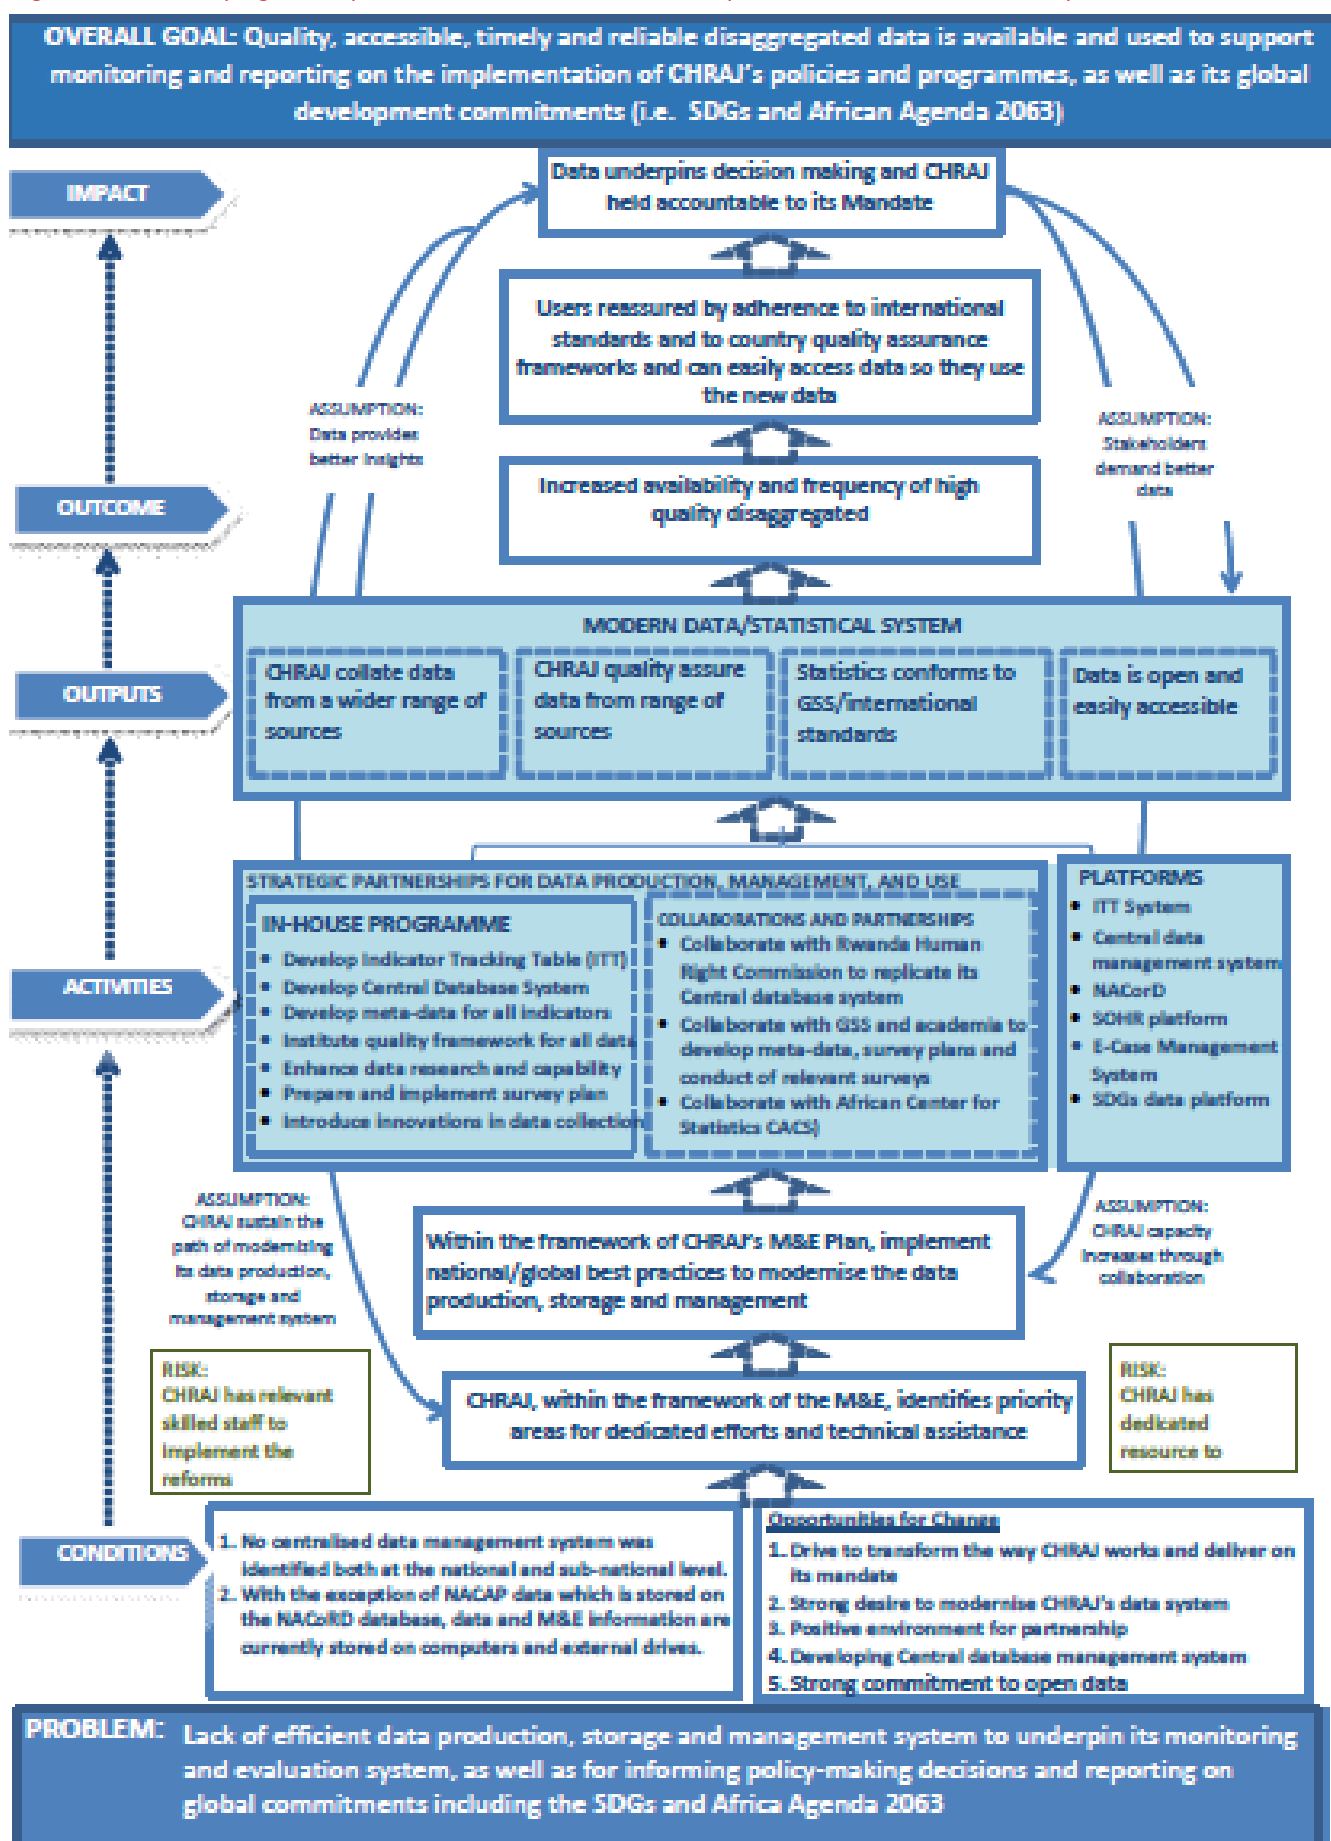 OVERALL GOAL: Quality, accessible, timely and reliable disaggregated data is available and used to support
monitoring and reporting on the implementation of CHRAJ's policies and programmes, as well as its global
development commitments (i.e. SDGs and African Agenda 2063)
IMPACT
Data underpins decision making and CHRAJ
held accountable to its Mandate
Users reassured by adherence to international
standards and to country quality assurance
frameworks and can easily access data so they use
the new data
ASSUMPTION:
Data provides
better insights
ASSUMPTION:
Stakeholders
demand better
data
OUTCOME
Increased availability and frequency of high
quality disaggregated
OUTPUTS
MODERN DATA/STATISTICAL SYSTEM
CHRAJ collate data
from a wider range of
sources
CHRAJ quality assure
data from range of
sources
Statistics conforms to
GSS/international
standards
Data is open and
easily accessible
ACTIVITIES
STRATEGIC PARTNERSHIPS FOR DATA PRODUCTION, MANAGEMENT, AND USE
IN-HOUSE PROGRAMME
• Develop Indicator Tracking Table (ITT)
• Develop Central Database System
• Develop meta-data for all indicators
• Institute quality framework for all data
• Enhance data research and capability
• Prepare and implement survey plan
• Introduce innovations in data collection
COLLABORATIONS AND PARTNERSHIPS
• Collaborate with Rwanda Human
Right Commission to replicate its
Central database system
• Collaborate with GSS and academia to
develop meta-data, survey plans and
conduct of relevant surveys
• Collaborate with African Center for
Statistics CACS)
PLATFORMS
• ITT System
• Central data
management system
• NACorD
• SOHR platform
• E-Case Management
System
• SDGs data platform
ASSUMPTION:
CHRAJ sustain the
path of modernizing
its data production,
storage and
management system
Within the framework of CHRAJ's M&E Plan, implement
national/global best practices to modernise the data
production, storage and management
ASSUMPTION:
CHRAJ capacity
increases through
collaboration
RISK:
CHRAJ has relevant
skilled staff to
implement the
reforms
CHRAJ, within the framework of the M&E, identifies priority
areas for dedicated efforts and technical assistance
RISK:
CHRAJ has
dedicated
resource to
CONDITIONS
1. No centralised data management system was
identified both at the national and sub-national level.
2. With the exception of NACAP data which is stored on
the NACoRD database, data and M&E information are
currently stored on computers and external drives.
Opportunities for Change
1. Drive to transform the way CHRAJ works and deliver on
its mandate
2. Strong desire to modernise CHRAJ's data system
3. Positive environment for partnership
4. Developing Central database management system
5. Strong commitment to open data
PROBLEM: Lack of efficient data production, storage and management system to underpin its monitoring
and evaluation system, as well as for informing policy-making decisions and reporting on
global commitments including the SDGs and Africa Agenda 2063